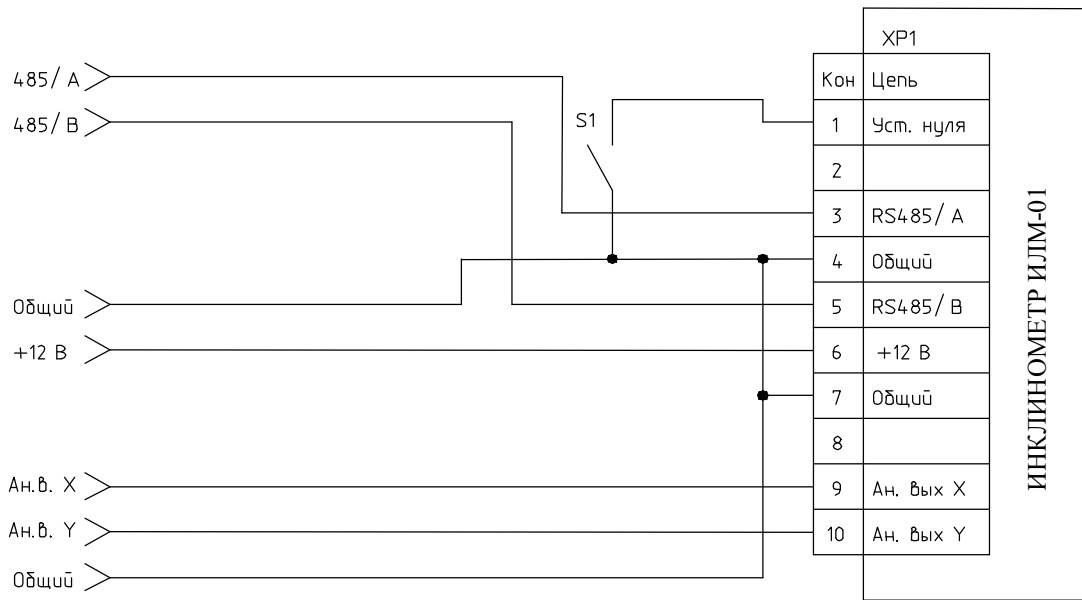 485/ А
485/ В
Общий
+12 В
Ан.в. X
Ан.в. Y
Общий
S1
XP1
Кон Цепь
1 Уст. нуля
2
3 RS485/ А
4 Общий
5 RS485/ В
6 +12 В
7 Общий
8
9 Ан. вых X
10 Ан. вых Y
ИНКЛИНОМЕТР ИЛМ-01